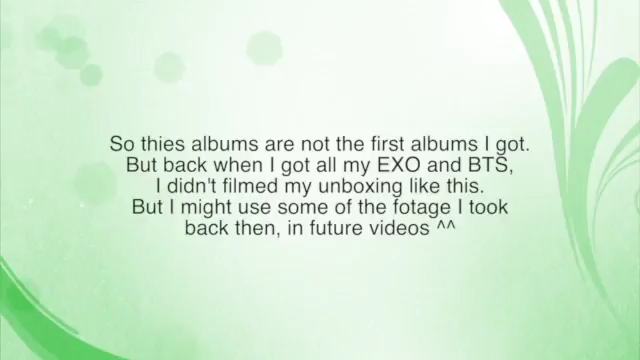 So thies albums are not the first albums I got.
But back when I got all my EXO and BTS,
I didn't filmed my unboxing like this.
But I might use some of the fotage I took
back then, in future videos ^^